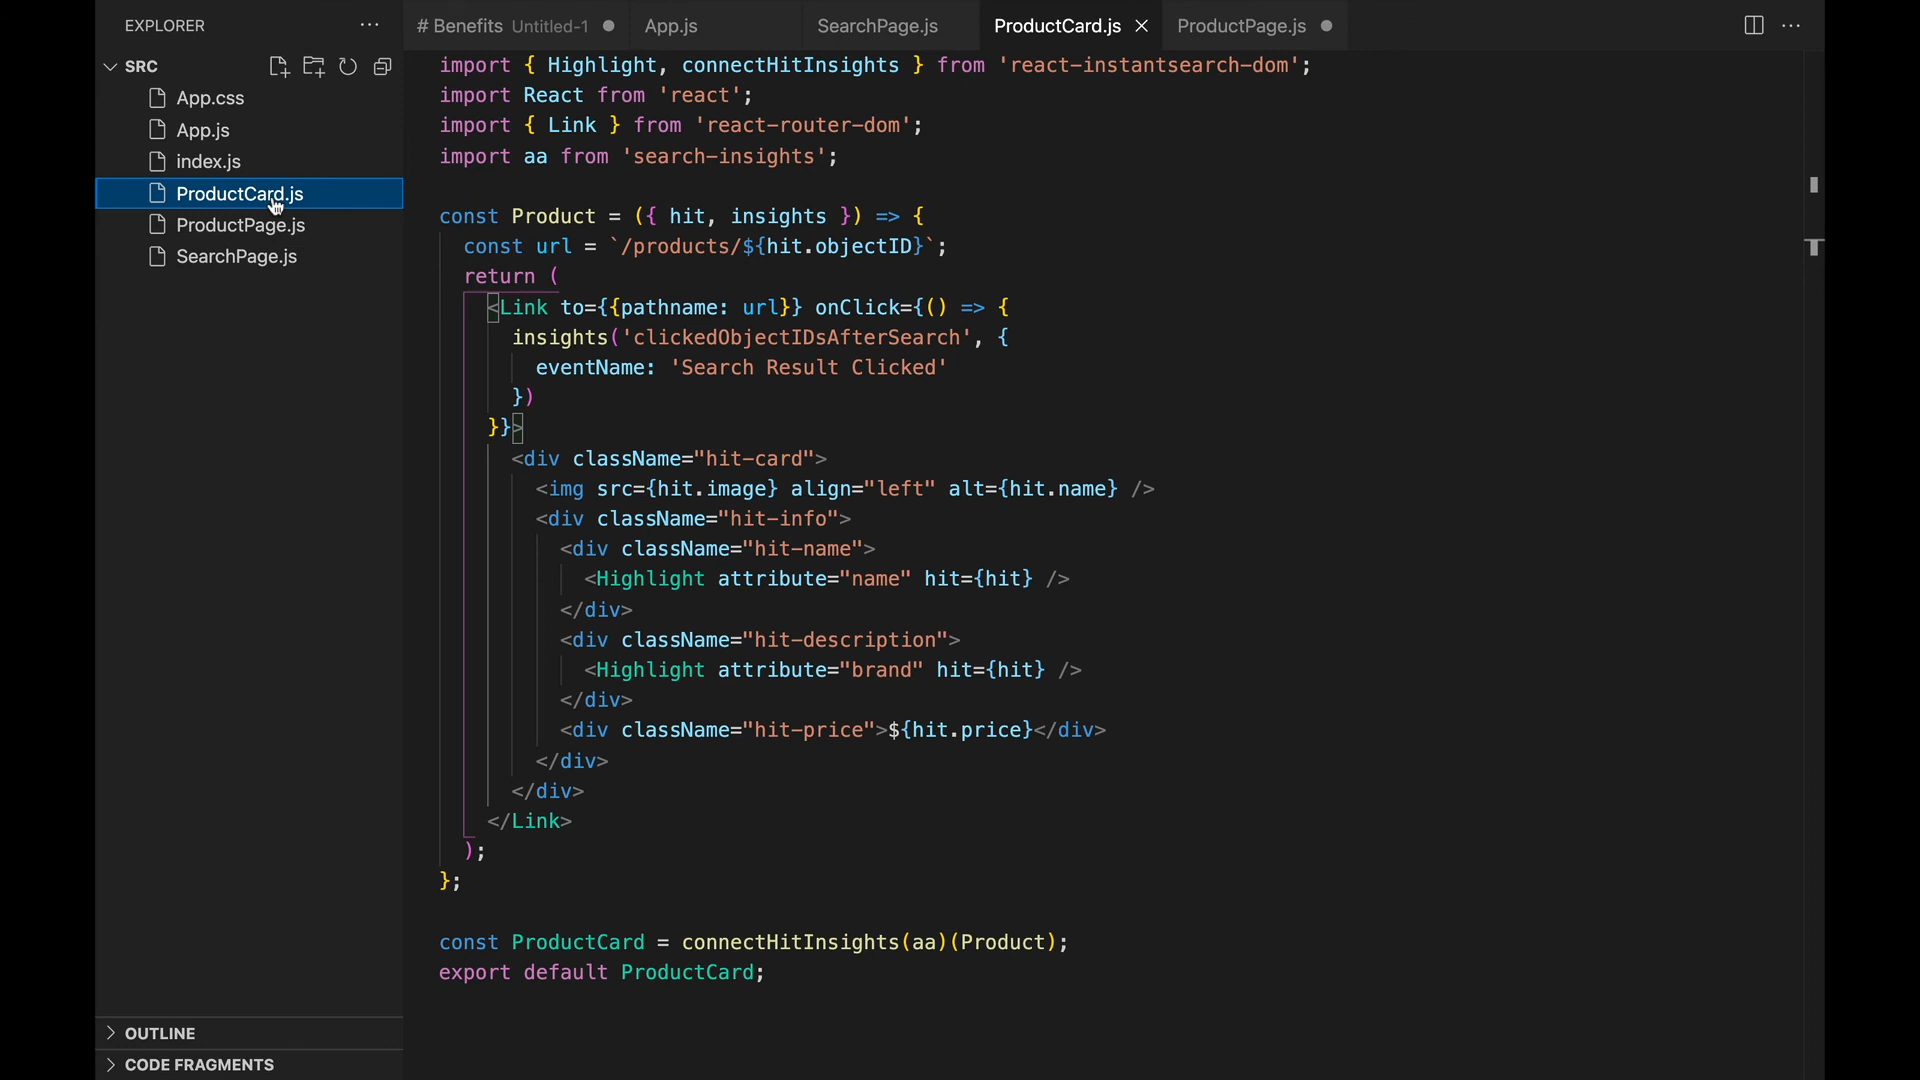 EXPLORER
SRC
App.css
App.js
index.js
ProductCard.js
ProductPage.js
SearchPage.js
OUTLINE
CODE FRAGMENTS
# Benefits Untitled-1 App.js SearchPage.js ProductCard.js ProductPage.js
import { Highlight, connectHitInsights } from 'react-instantsearch-dom';
import React from 'react';
import { Link } from 'react-router-dom';
import aa from 'search-insights';
const Product = ({ hit, insights }) => {
const url = `/products/${hit.objectID}`;
return (
<Link to={{pathname: url}} onClick={() => {
insights('clickedObjectIDsAfterSearch', {
eventName: 'Search Result Clicked'
})
}}>
<div className="hit-card">
<img src={hit.image} align="left" alt={hit.name} />
<div className="hit-info">
<div className="hit-name">
<Highlight attribute="name" hit={hit} />
</div>
<div className="hit-description">
<Highlight attribute="brand" hit={hit} />
</div>
<div className="hit-price">${hit.price}</div>
</div>
</div>
</Link>
);
};
const ProductCard = connectHitInsights(aa)(Product);
export default ProductCard;